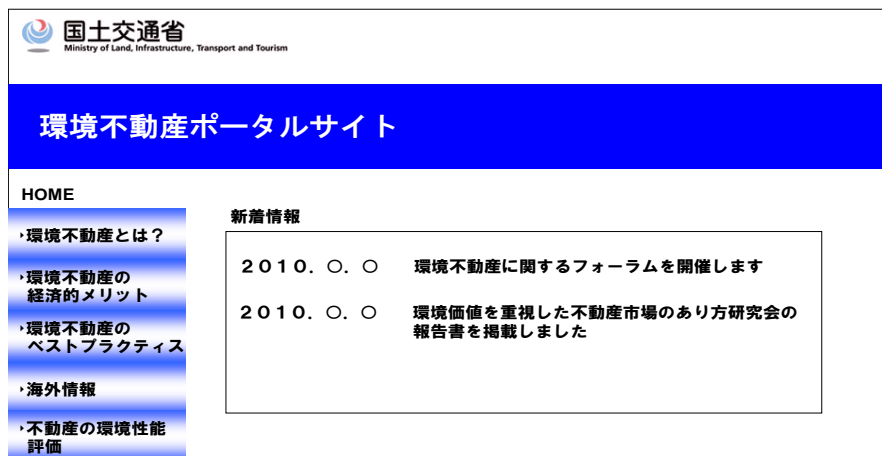 国土交通省
Ministry of Land, Infrastructure, Transport and Tourism
環境不動産ポータルサイト
HOME
環境不動産とは？
環境不動産の
経済的メリット
環境不動産の
ベストプラクティス
海外情報
不動産の環境性能
評価
新着情報
２０１０．○．○ 環境不動産に関するフォーラムを開催します
２０１０．○．○ 環境価値を重視した不動産市場のあり方研究会の
報告書を掲載しました